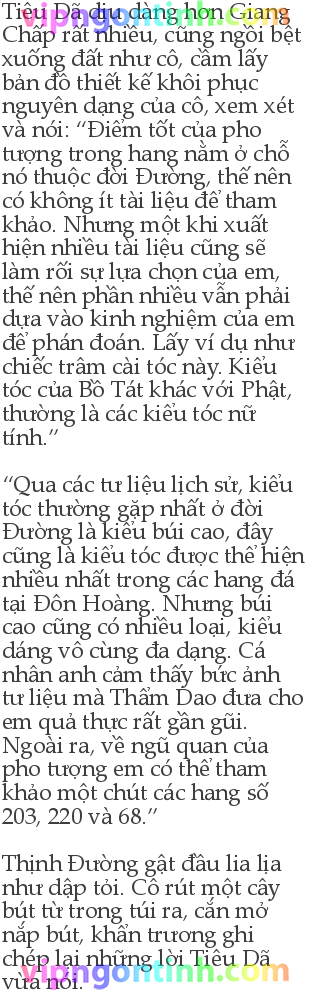 Tiêu Dã dịu dàng hơn Giang
Chấp rất nhiều, cũng ngồi bệt
xuống đất như cô, cầm lấy
bản đồ thiết kế khôi phục
nguyên dạng của cô, xem xét
và nói: “Điểm tốt của pho
tượng trong hang nằm ở chỗ
nó thuộc đời Đường, thế nên
có không ít tài liệu để tham
khảo. Nhưng một khi xuất
hiện nhiều tài liệu cũng sẽ
làm rối sự lựa chọn của em,
thế nên phần nhiều vẫn phải
dựa vào kinh nghiệm của em
để phán đoán. Lấy ví dụ như
chiếc trâm cài tóc này. Kiểu
tóc của Bồ Tát khác với Phật,
thường là các kiểu tóc nữ
tính.”
“Qua các tư liệu lịch sử, kiểu
tóc thường gặp nhất ở đời
Đường là kiểu búi cao, đây
cũng là kiểu tóc được thể hiện
nhiều nhất trong các hang đá
tại Đôn Hoàng. Nhưng búi
cao cũng có nhiều loại, kiểu
dáng vô cùng đa dạng. Cá
nhân anh cảm thấy bức ảnh
tư liệu mà Thẩm Dao đưa cho
em quả thực rất gần gũi.
Ngoài ra, về ngũ quan của
pho tượng em có thể tham
khảo một chút các hang số
203, 220 và 68.”
Thịnh Đường gật đầu lia lịa
như dập tỏi. Cô rút một cây
bút từ trong túi ra, cắn mở
nắp bút, khẩn trương ghi
chép lại những lời Tiêu Dã
vừa nói.
vipngontinh.com
vipngontinh.com